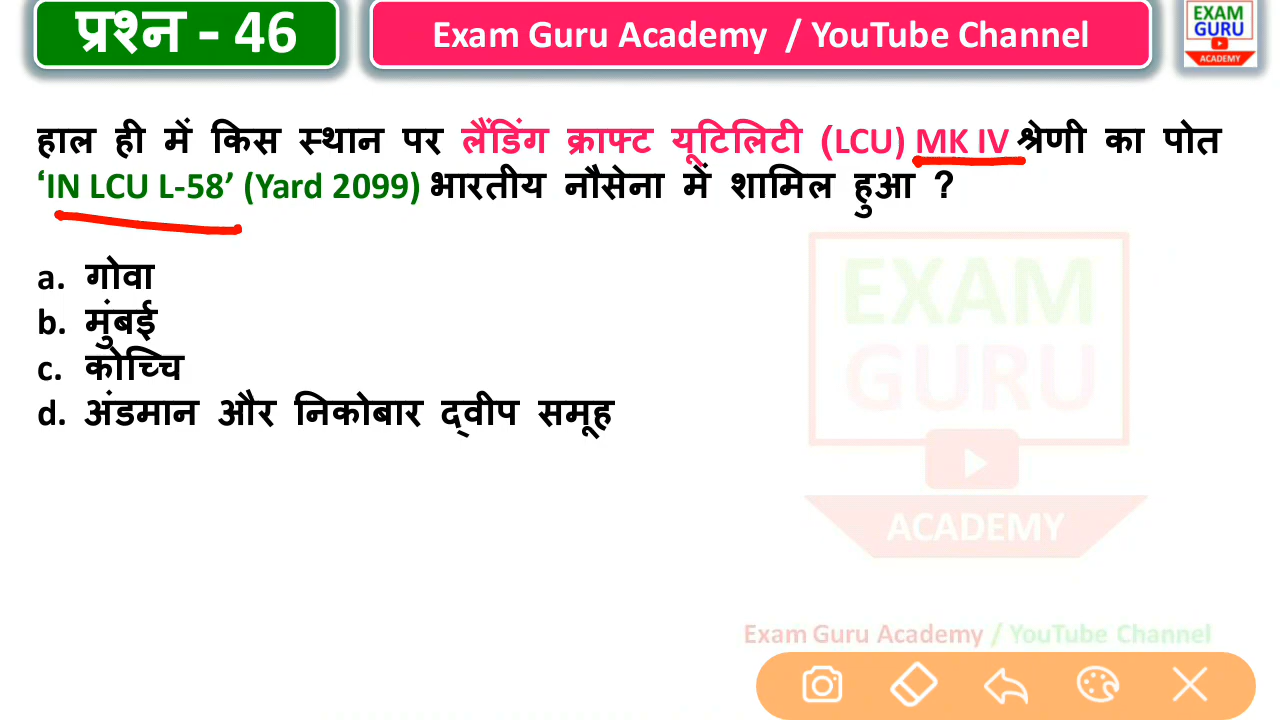 प्रश्न - 46
Exam Guru Academy / YouTube Channel
EXAM
GURU
ACADEMY
हाल ही में किस स्थान पर लैंडिंग क्राफ्ट यूटिलिटी (LCU) MK IV श्रेणी का पोत
‘IN LCU L-58’ (Yard 2099) भारतीय नौसेना में शामिल हुआ ?
a. गोवा
b. मुंबई
c. कोच्चि
d. अंडमान और निकोबार द्वीप समूह
EXAM
GURU
ACADEMY
Exam Guru Academy / YouTube Channel